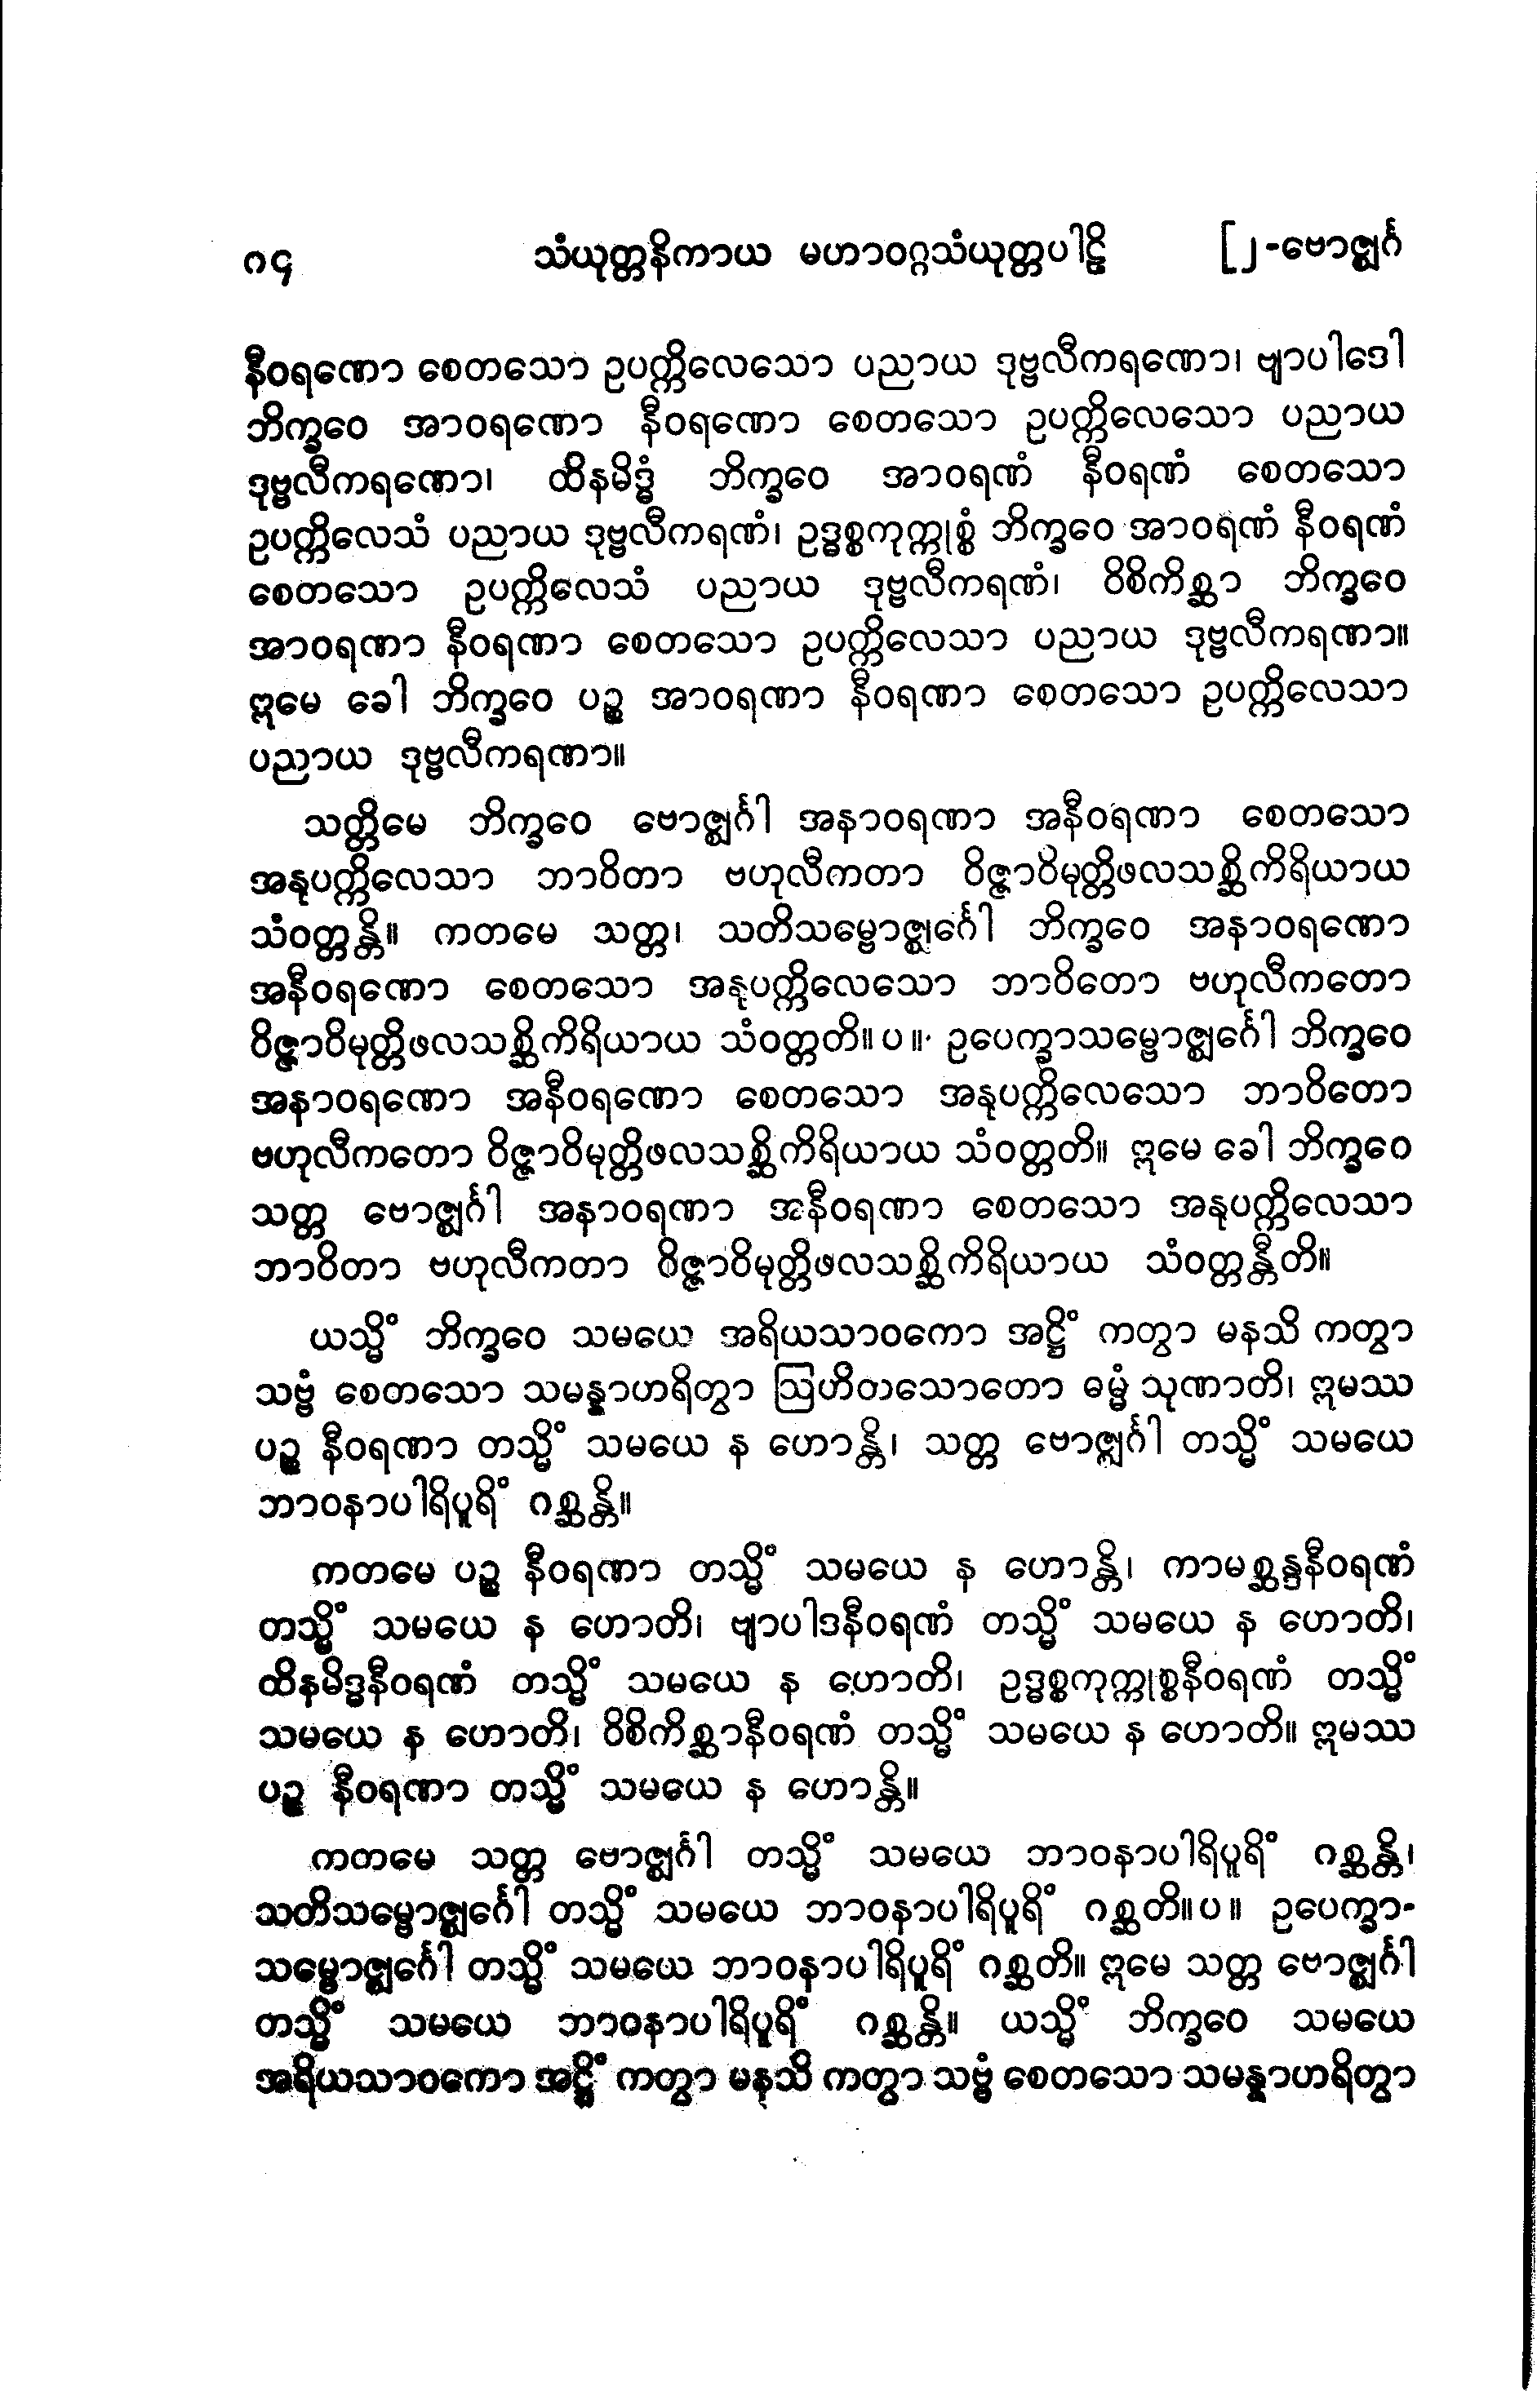 ၈၄ သံယုတ္တနိကာယ မဟာဝဂ္ဂသံယုတ္တပါဠိ [၂-ဗောဇ္ဈင်္ဂ
နီဝရဏော စေတသော ဥပက္ကိလေသော ပညာယ ဒုဗ္ဗလီကရဏော၊ ဗျာပါဒေါ
ဘိက္ခဝေ အာဝရဏော နီဝရဏော စေတသော ဥပက္ကိလေသော ပညာယ
ဒုဗ္ဗလီကရဏော၊ ထိနမိဒ္ဓံ ဘိက္ခဝေ အာဝရဏံ နီဝရဏံ စေတသော
ဥပက္ကိလေသံ ပညာယ ဒုဗ္ဗလီကရဏံ၊ ဥဒ္ဓစ္စကုက္ကုစ္စံ ဘိက္ခဝေ အာဝရဏံ နီဝရဏံ
စေတသော ဥပက္ကိလေသံ ပညာယ ဒုဗ္ဗလီကရဏံ၊ ဝိစိကိစ္ဆာ ဘိက္ခဝေ
အာဝရဏာ နီဝရဏာ စေတသော ဥပက္ကိလေသာ ပညာယ ဒုဗ္ဗလီကရဏာ။
ဣမေ ခေါ ဘိက္ခဝေ ပဉ္စ အာဝရဏာ နီဝရဏာ စေတသော ဥပက္ကိလေသာ
ပညာယ ဒုဗ္ဗလီကရဏာ။
သတ္တိမေ ဘိက္ခဝေ ဗောဇ္ဈင်္ဂါ အနာဝရဏာ အနီဝရဏာ စေတသော
အနုပက္ကိလေသာ ဘာဝိတာ ဗဟုလီကတာ ဝိဇ္ဇာဝိမုတ္တိဖလသစ္ဆိကိရိယာယ
သံဝတ္တန္တိ။ ကတမေ သတ္တ၊ သတိသမ္ဗောဇ္ဈင်္ဂေါ ဘိက္ခဝေ အနာဝရဏော
အနီဝရဏော စေတသော အနုပက္ကိလေသော ဘာဝိတော ဗဟုလီကတော
ဝိဇ္ဇာဝိမုတ္တိဖလသစ္ဆိကိရိယာယ သံဝတ္တတိ။ပ။ ဥပေက္ခာသမ္ဗောဇ္ဈင်္ဂေါ ဘိက္ခဝေ
အနာဝရဏော အနီဝရဏော စေတသော အနုပက္ကိလေသော ဘာဝိတော
ဗဟုလီကတော ဝိဇ္ဇာဝိမုတ္တိဖလသစ္ဆိကိရိယာယ သံဝတ္တတိ။ ဣမေ ခေါ ဘိက္ခဝေ
သတ္တ ဗောဇ္ဈင်္ဂါ အနာဝရဏာ အနီဝရဏာ စေတသော အနုပက္ကိလေသာ
ဘာဝိတာ ဗဟုလီကတာ ဝိဇ္ဇာဝိမုတ္တိဖလသစ္ဆိကိရိယာယ သံဝတ္တန္တီတိ။
ယသ္မိံ ဘိက္ခဝေ သမယေ အရိယသာဝကော အဋ္ဌိံ ကတွာ မနသိ ကတွာ
သဗ္ဗံ စေတသော သမန္နာဟရိတွာ ဩဟိတသောတော ဓမ္မံ သုဏာတိ၊ ဣမဿ
ပဉ္စ နီဝရဏာ တသ္မိံ သမယေ န ဟောန္တိ၊ သတ္တ ဗောဇ္ဈင်္ဂါ တသ္မိံ သမယေ
ဘာဝနာပါရိပူရိံ ဂစ္ဆန္တိ။
ကတမေ ပဉ္စ နီဝရဏာ တသ္မိံ သမယေ န ဟောန္တိ၊ ကာမစ္ဆန္ဒနီဝရဏံ
တသ္မိံ သမယေ န ဟောတိ၊ ဗျာပါဒနီဝရဏံ တသ္မိံ သမယေ န ဟောတိ၊
ထိနမိဒ္ဓနီဝရဏံ တသ္မိံ သမယေ န ဟောတိ၊ ဥဒ္ဓစ္စကုက္ကုစ္စနီဝရဏံ တသ္မိံ
သမယေ န ဟောတိ၊ ဝိစိကိစ္ဆာနီဝရဏံ တသ္မိံ သမယေ န ဟောတိ။ ဣမဿ
ပဉ္စ နီဝရဏာ တသ္မိံ သမယေ န ဟောန္တိ။
ကတမေ သတ္တ ဗောဇ္ဈင်္ဂါ တသ္မိံ သမယေ ဘာဝနာပါရိပူရိံ ဂစ္ဆန္တိ၊
သတိသမ္ဗောဇ္ဈင်္ဂေါ တသ္မိံ သမယေ ဘာဝနာပါရိပူရိံ ဂစ္ဆတိ။ပ။ ဥပေက္ခာ-
သမ္ဗောဇ္ဈင်္ဂေါ တသ္မိံ သမယေ ဘာဝနာပါရိပူရိံ ဂစ္ဆတိ။ ဣမေ သတ္တ ဗောဇ္ဈင်္ဂါ
တသ္မိံ သမယေ ဘာဝနာပါရိပူရိံ ဂစ္ဆန္တိ။ ယသ္မိံ ဘိက္ခဝေ သမယေ
အရိယသာဝကော အဋ္ဌိံ ကတွာ မနသိ ကတွာ သဗ္ဗံ စေတသော သမန္နာဟရိတွာ